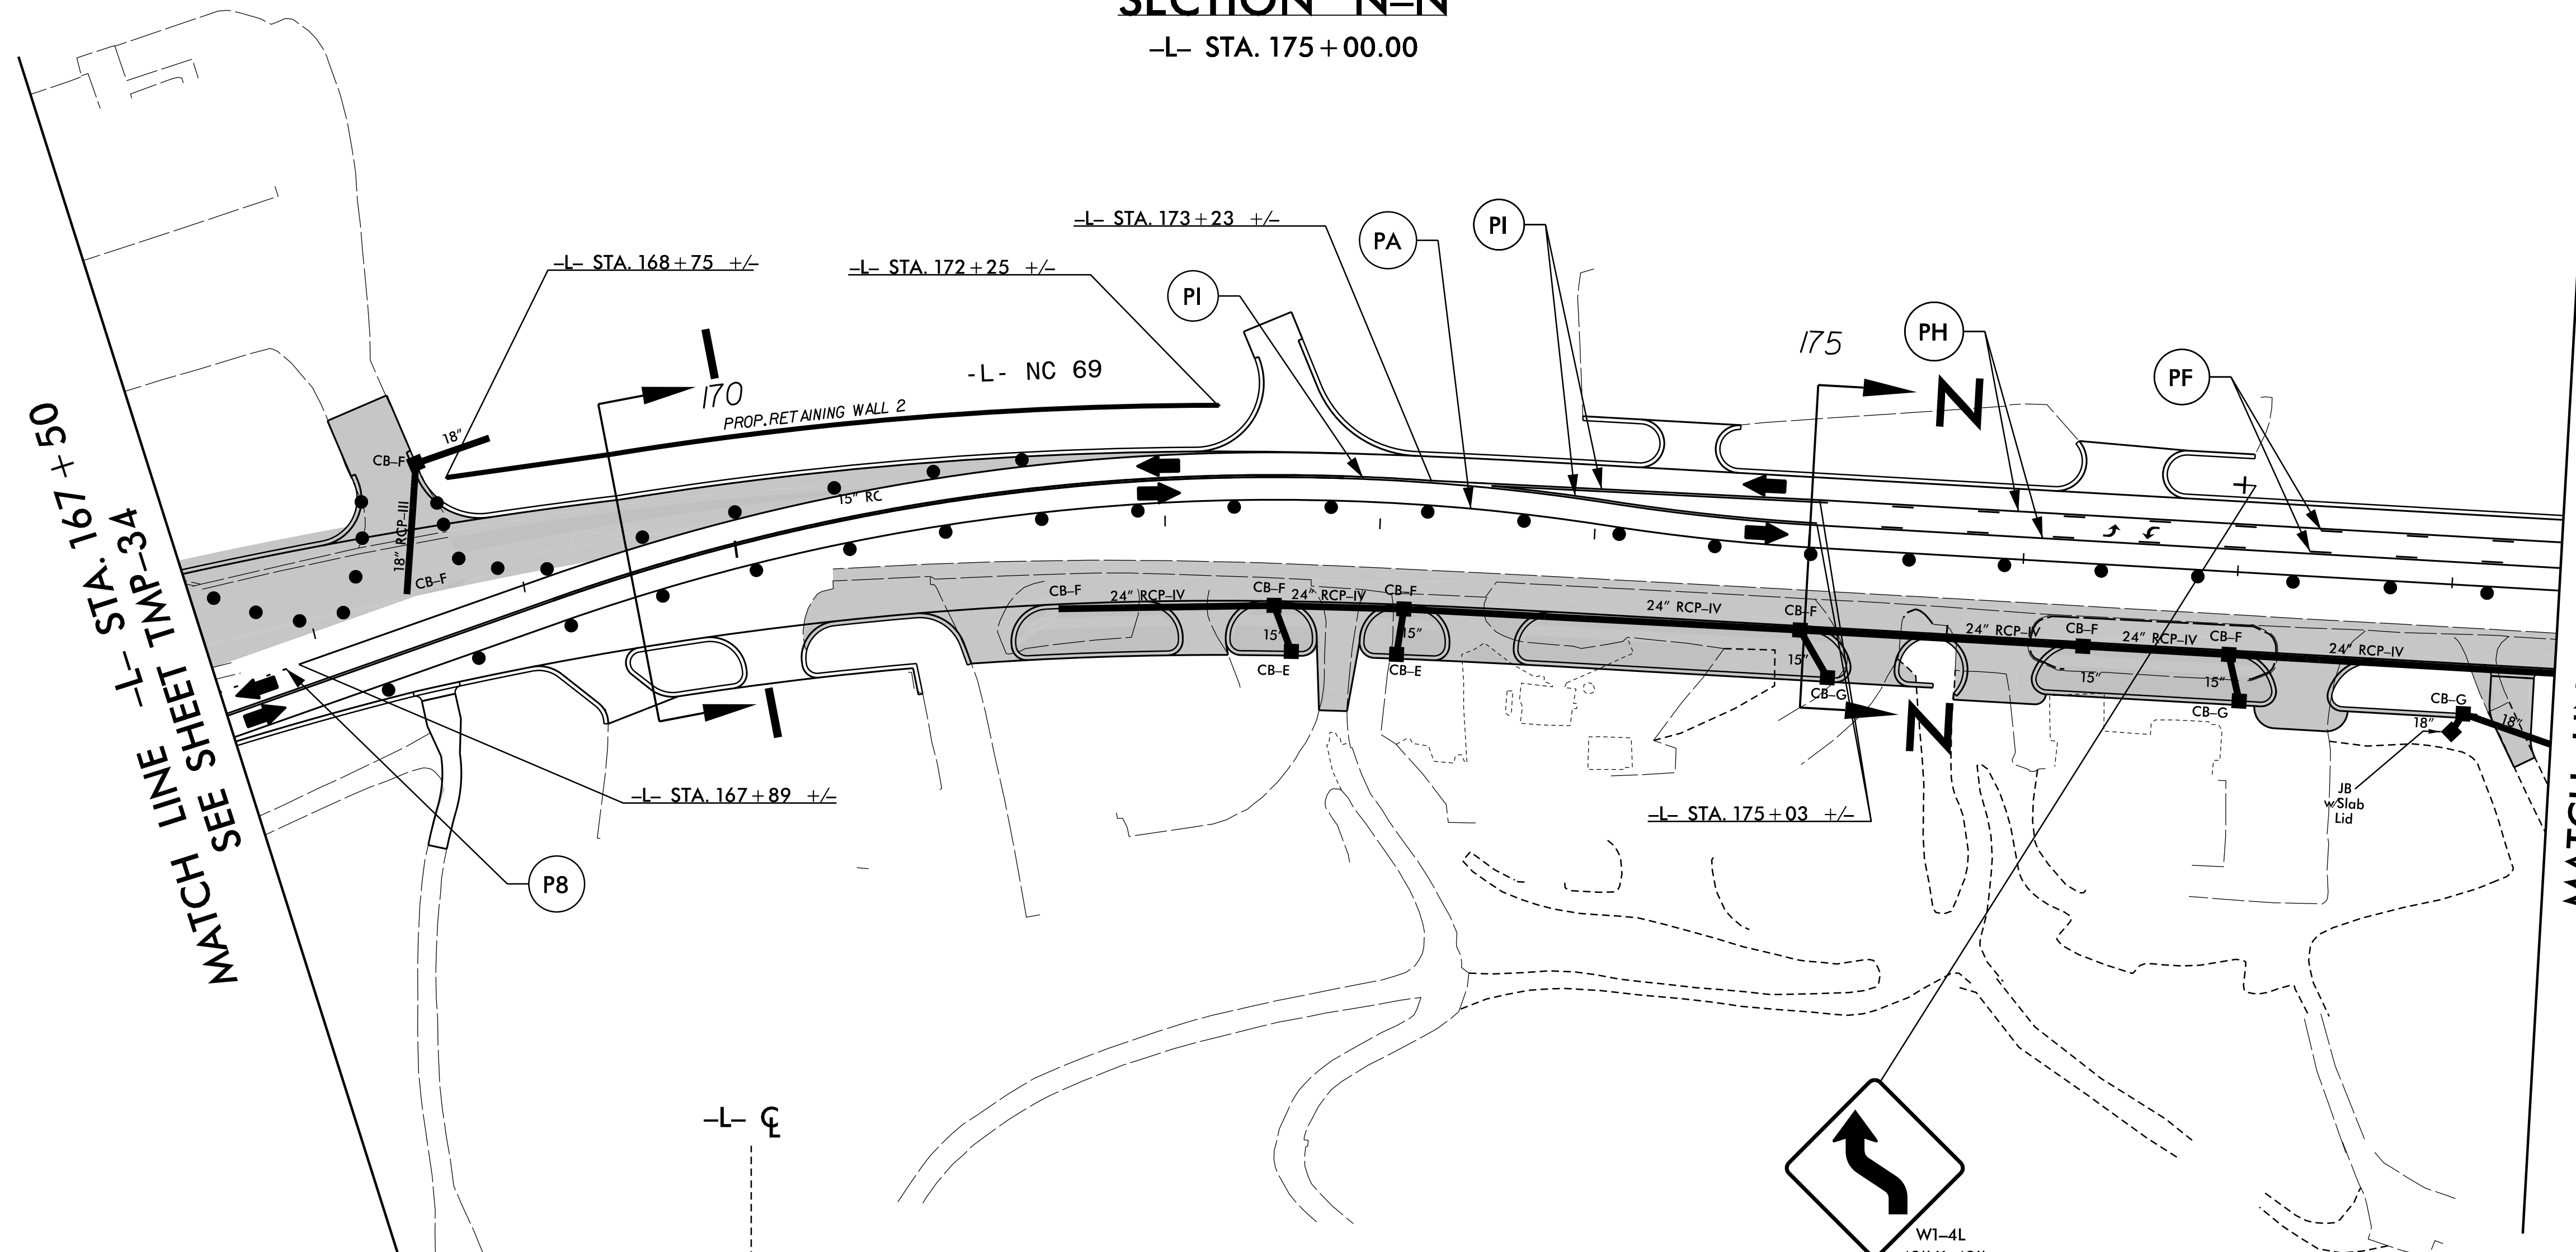 SECTION N–N
–L– STA. 175+00.00
–L– STA. 173+23 +/–
PA
PI
–L– STA. 168+75 +/–
–L– STA. 172+25 +/–
PI
175
PH
PF
N
I
-L- NC 69
170
PROP. RETAINING WALL 2
MATCH LINE –L– STA. 167+50
SEE SHEET TMP–34
18"
CB–F
18" RCP–III
CB–F
15" RC
CB–F
24" RCP–IV
CB–F
24" RCP–IV
CB–F
24" RCP–IV
CB–F
24" RCP–IV
CB–F
24" RCP–IV
CB–F
24" RCP–IV
15"
15"
15"
15"
15"
CB–E
CB–E
CB–G
CB–G
CB–G
18"
18"
I
N
–L– STA. 167+89 +/–
–L– STA. 175+03 +/–
JB
w/Slab
Lid
P8
–L– ℄
W1–4L